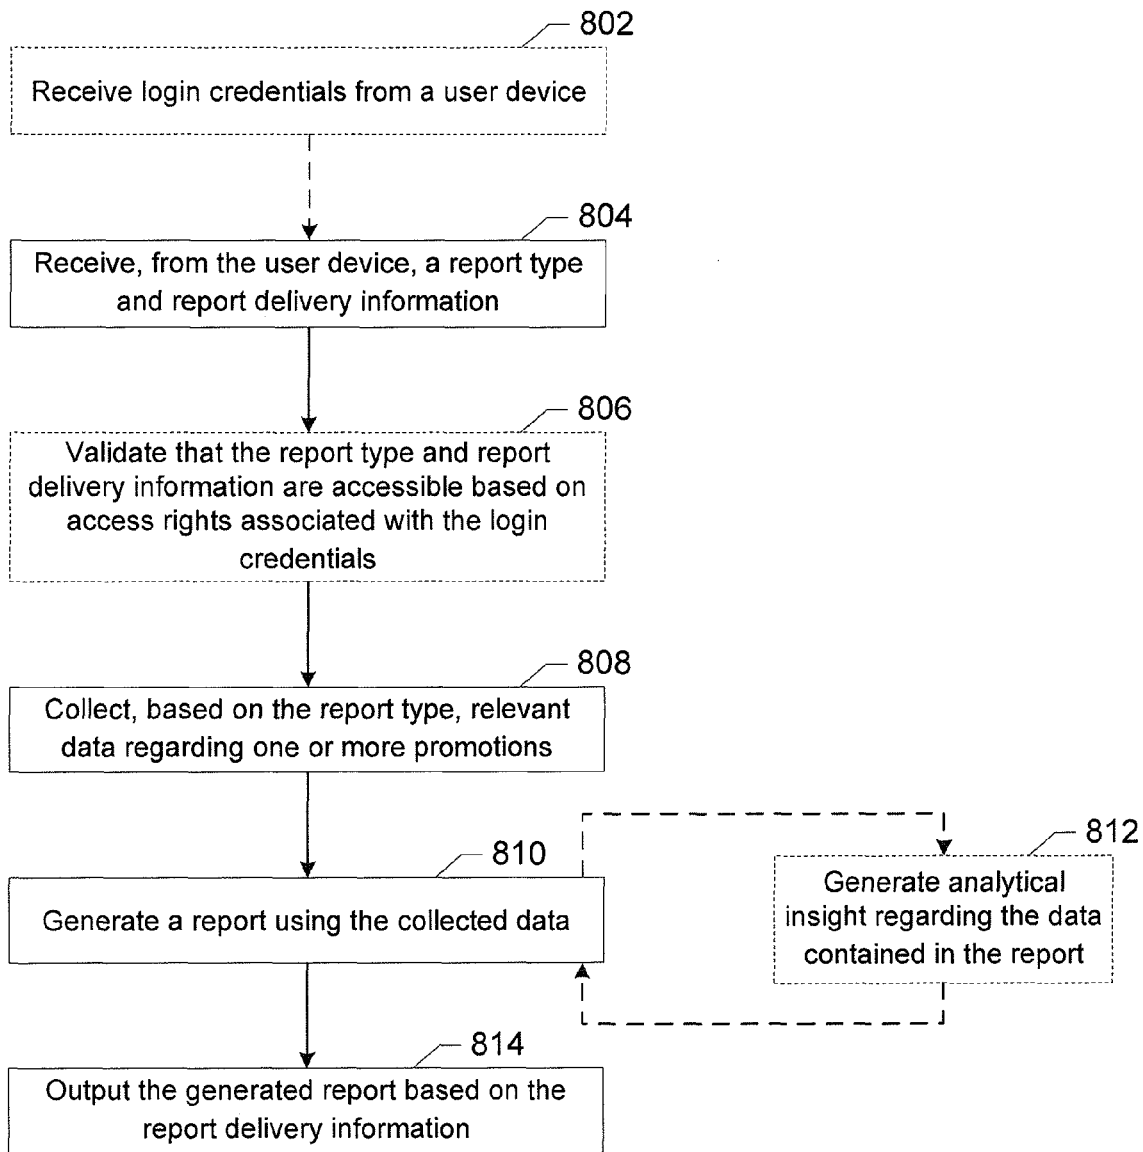 802
Receive login credentials from a user device
804
Receive, from the user device, a report type
and report delivery information
806
Validate that the report type and report
delivery information are accessible based on
access rights associated with the login
credentials
808
Collect, based on the report type, relevant
data regarding one or more promotions
810
Generate a report using the collected data
812
Generate analytical
insight regarding the data
contained in the report
814
Output the generated report based on the
report delivery information